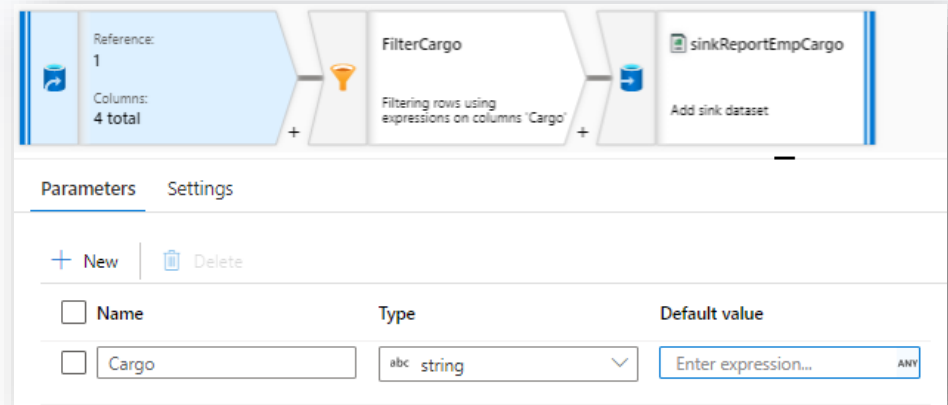 Reference:
1
Columns:
4 total
+
FilterCargo
Filtering rows using
expressions on columns 'Cargo'
+
sinkReportEmpCargo
Add sink dataset
Parameters Settings
+ New Delete
Name Type Default value
Cargo abc string Enter expression... ANY